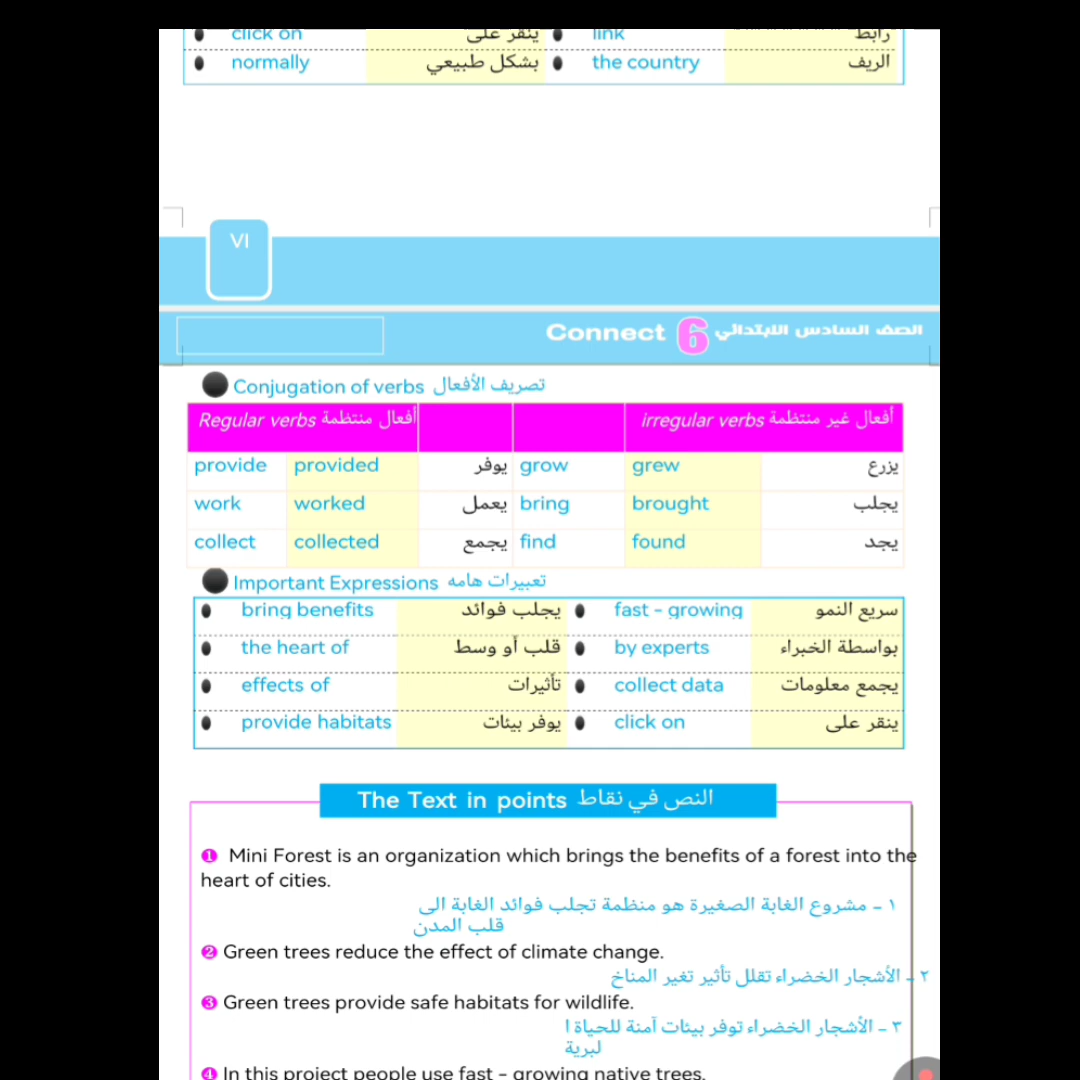 click on ينقر على link رابط
normally بشكل طبيعي the country الريف
VI
Connect 6 الصف السادس الابتدائي
Conjugation of verbs تصريف الأفعال
Regular verbs أفعال منتظمة irregular verbs أفعال غير منتظمة
provide provided يوفر grow grew يزرع
work worked يعمل bring brought يجلب
collect collected يجمع find found يجد
Important Expressions تعبيرات هامه
bring benefits يجلب فوائد fast - growing سريع النمو
the heart of قلب أو وسط by experts بواسطة الخبراء
effects of تأثيرات collect data يجمع معلومات
provide habitats يوفر بيئات click on ينقر على
The Text in points النص في نقاط
❶ Mini Forest is an organization which brings the benefits of a forest into the
heart of cities.
١ - مشروع الغابة الصغيرة هو منظمة تجلب فوائد الغابة الى
قلب المدن
❷ Green trees reduce the effect of climate change.
٢ - الأشجار الخضراء تقلل تأثير تغير المناخ
❸ Green trees provide safe habitats for wildlife.
٣ - الأشجار الخضراء توفر بيئات آمنة للحياة ا
لبرية
❹ In this project people use fast - growing native trees.